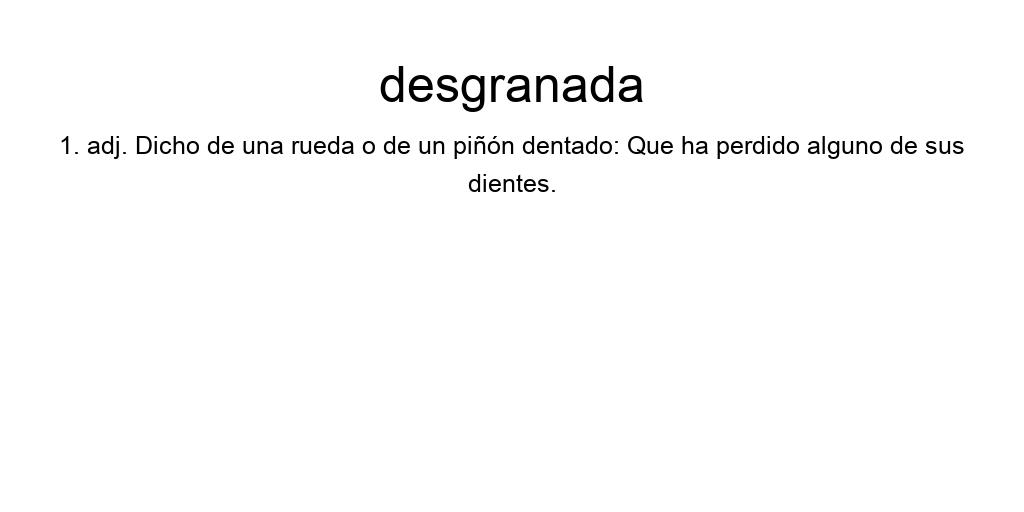 desgranada
1. adj. Dicho de una rueda o de un piñón dentado: Que ha perdido alguno de sus
dientes.